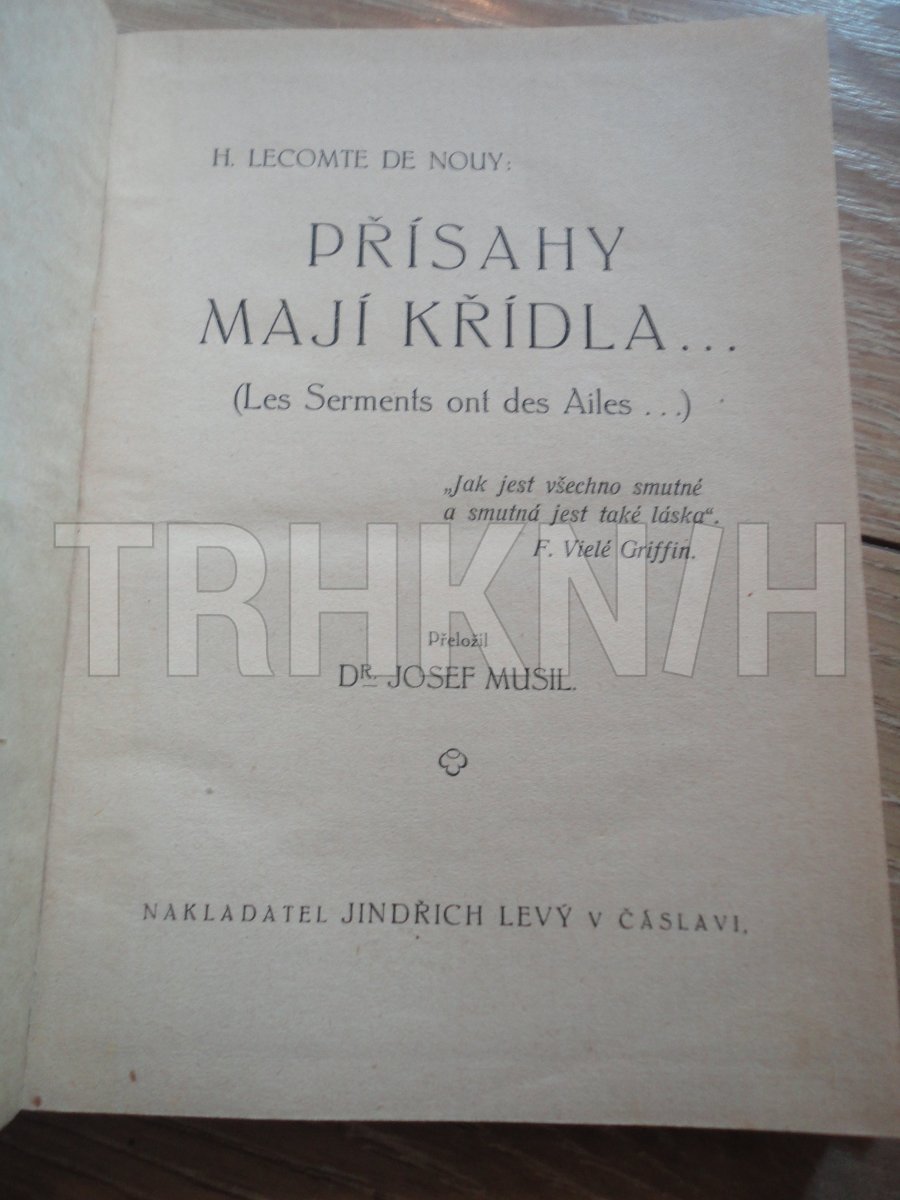 H. LECOMTE DE NOUY:
PŘÍSAHY
MAJÍ KŘÍDLA...
(Les Serments ont des Ailes...)
„Jak jest všechno smutné
a smutná jest také láska“.
F. Vielé Griffin.
TRHKNIH
Přeložil
DR. JOSEF MUSIL.
NAKLADATEL JINDŘICH LEVÝ V ČÁSLAVI.